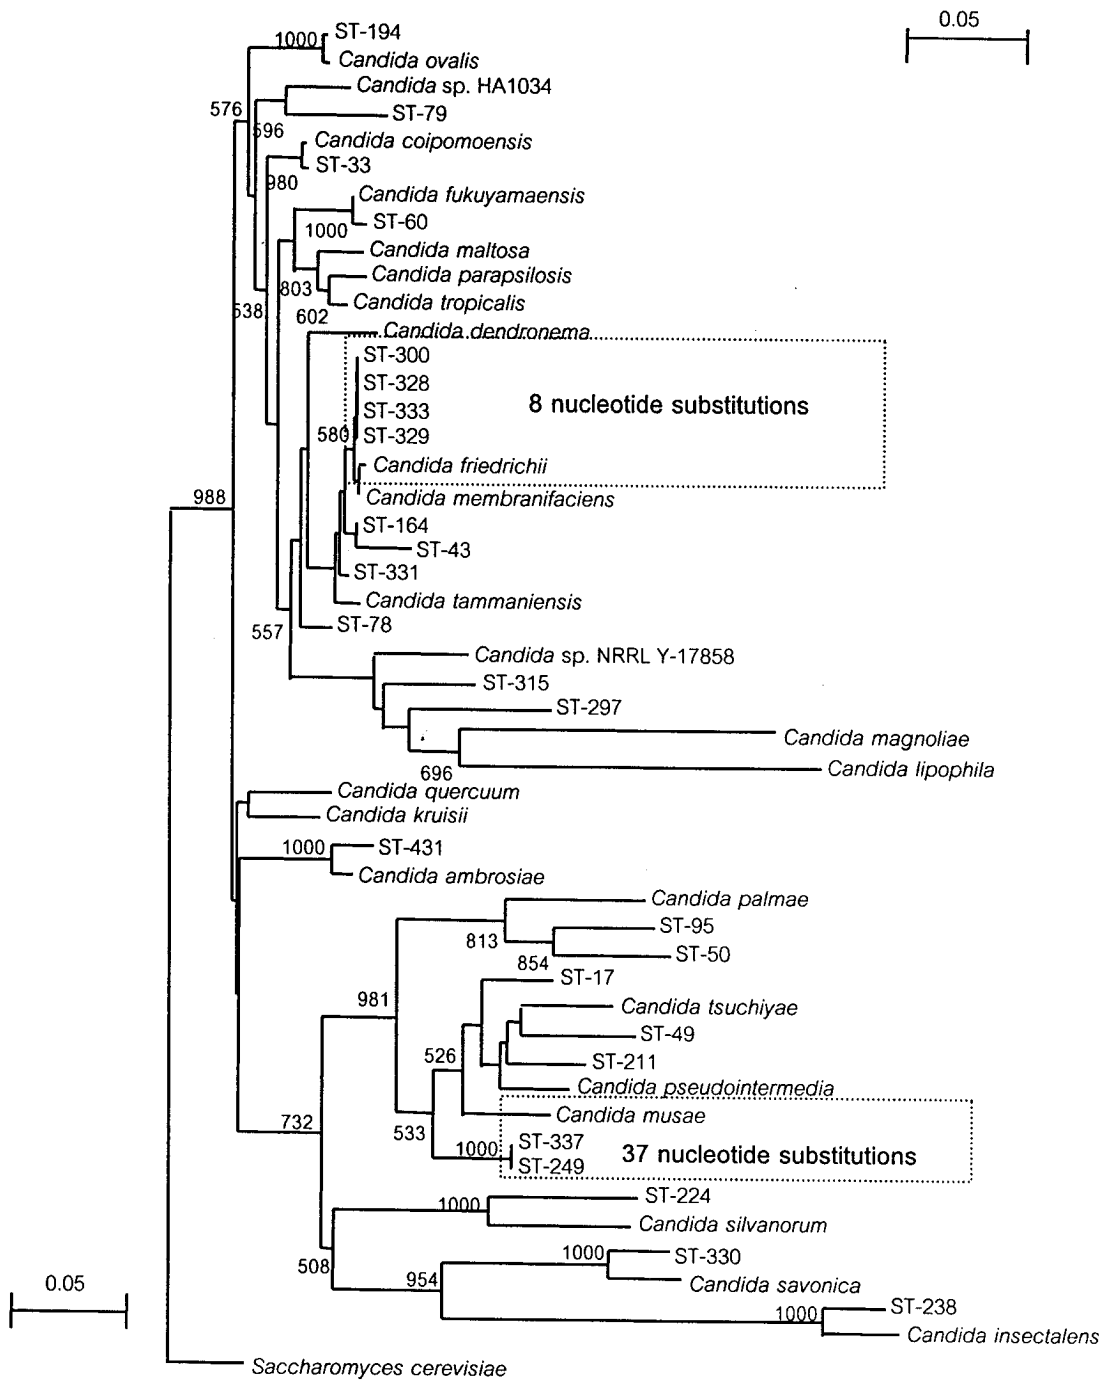 0.05
ST-194
1000
Candida ovalis
Candida sp. HA1034
576
ST-79
596
Candida coipomoensis
ST-33
980
Candida fukuyamaensis
ST-60
1000
Candida maltosa
Candida parapsilosis
803
Candida tropicalis
538
602
Candida dendronema
ST-300
ST-328
8 nucleotide substitutions
ST-333
580
ST-329
Candida friedrichii
988
Candida membranifaciens
ST-164
ST-43
ST-331
Candida tammaniensis
ST-78
557
Candida sp. NRRL Y-17858
ST-315
ST-297
Candida magnoliae
Candida lipophila
696
Candida quercuum
Candida kruisii
1000
ST-431
Candida ambrosiae
Candida palmae
ST-95
813
ST-50
854
ST-17
981
Candida tsuchiyae
ST-49
526
ST-211
Candida pseudointermedia
Candida musae
732
533
ST-337
1000
37 nucleotide substitutions
ST-249
ST-224
1000
Candida silvanorum
1000
ST-330
508
954
Candida savonica
0.05
ST-238
1000
Candida insectalens
Saccharomyces cerevisiae